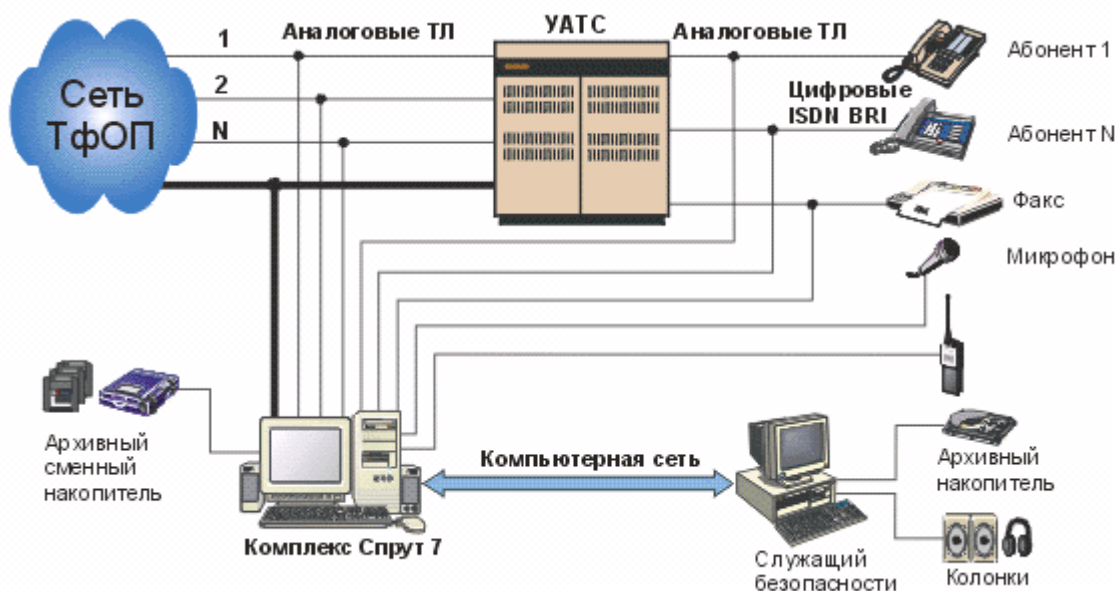 Сеть
ТфОП
1
2
N
Аналоговые ТЛ
УАТС
Аналоговые ТЛ
Цифровые
ISDN BRI
Абонент 1
Абонент N
Факс
Микрофон
Архивный
сменный
накопитель
Комплекс Спрут 7
Компьютерная сеть
Служащий
безопасности
Архивный
накопитель
Колонки